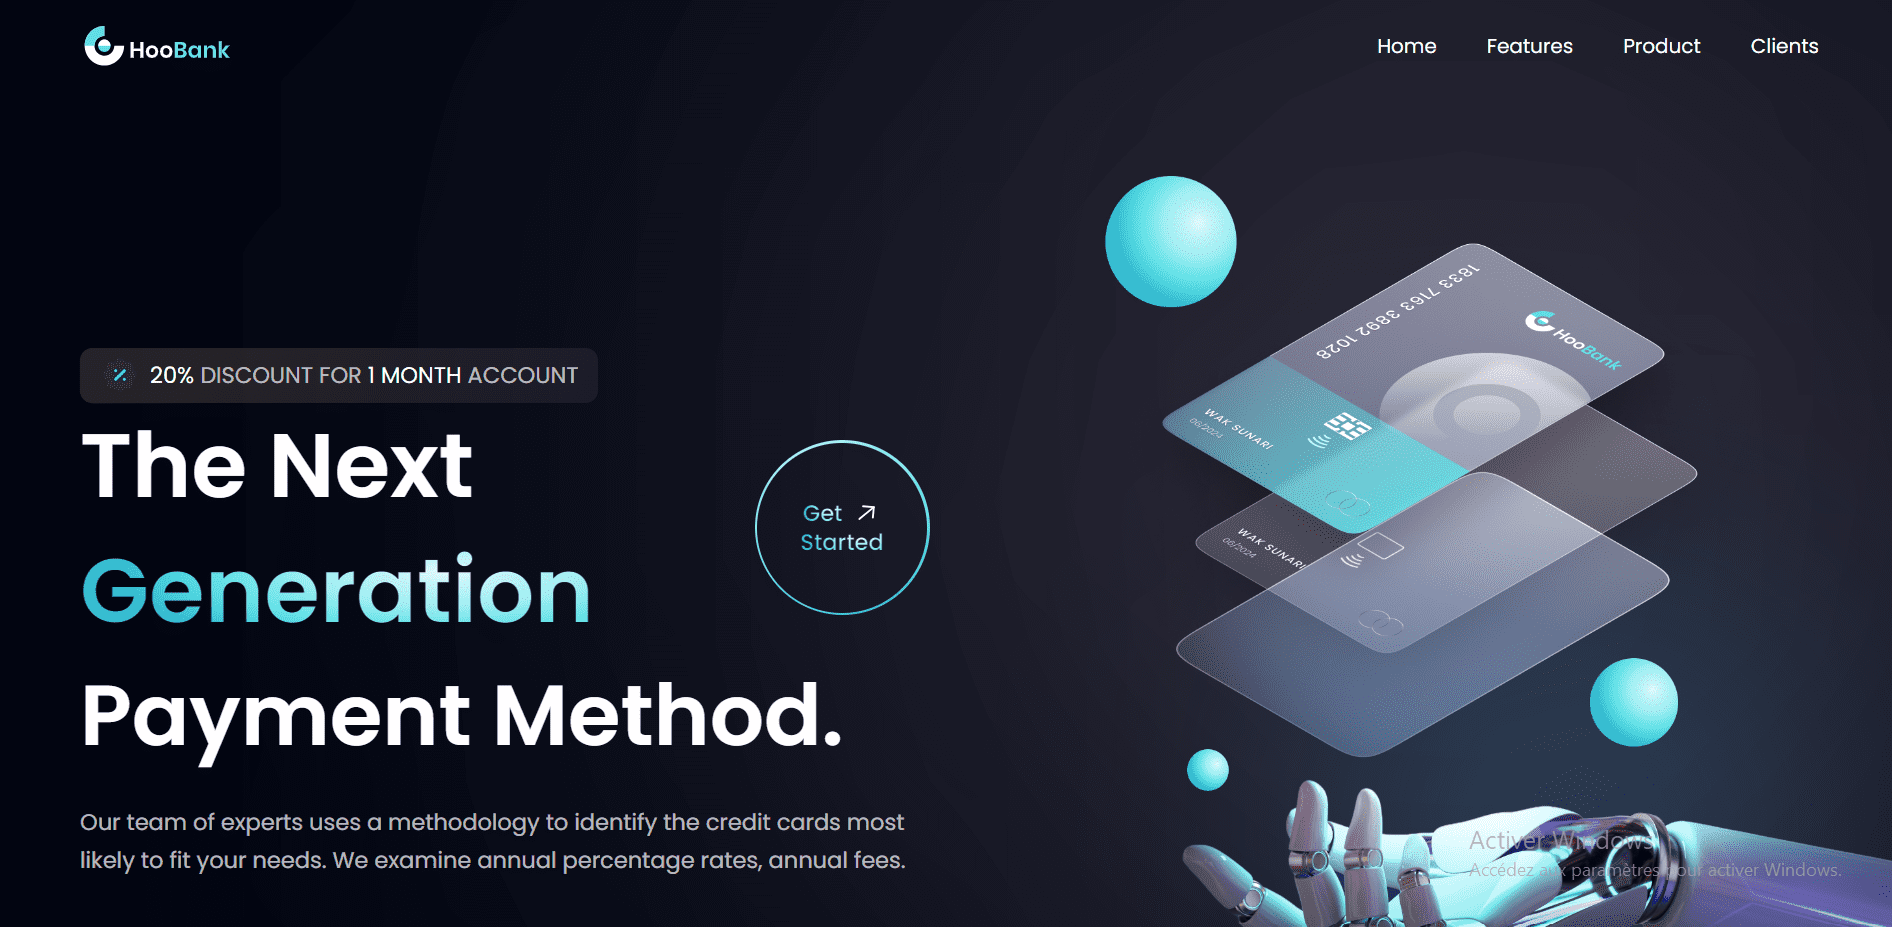 HooBank
Home
Features
Product
Clients
20% DISCOUNT FOR 1 MONTH ACCOUNT
The Next
Generation
Payment Method.
Get
Started
Our team of experts uses a methodology to identify the credit cards most
likely to fit your needs. We examine annual percentage rates, annual fees.
1833 7163 3892 1028
HooBank
WAK SUNARI
06/2024
WAK SUNARI
06/2024
Activer Windows
Accédez aux paramètres pour activer Windows.